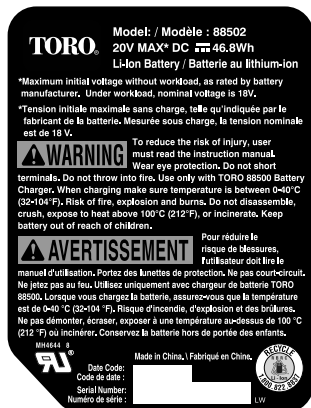 TORO.
Model: / Modèle : 88502
20V MAX* DC 46.8Wh
Li-Ion Battery / Batterie au lithium-ion
*Maximum initial voltage without workload, as rated by battery
manufacturer. Under workload, nominal voltage is 18V.
*Tension initiale maximale sans charge, telle qu'indiquée par le
fabricant de la batterie. Mesurée sous charge, la tension nominale
est de 18 V.
WARNING
To reduce the risk of injury, user
must read the instruction manual.
Wear eye protection. Do not short
terminals. Do not throw into fire. Use only with TORO 88500 Battery
Charger. When charging make sure temperature is between 0-40°C
(32-104°F). Risk of fire, explosion and burns. Do not disassemble,
crush, expose to heat above 100°C (212°F), or incinerate. Keep
battery out of reach of children.
AVERTISSEMENT
Pour réduire le
risque de blessures,
l'utilisateur doit lire le
manuel d'utilisation. Portez des lunettes de protection. Ne pas court-circuit.
Ne jetez pas au feu. Utilisez uniquement avec chargeur de batterie TORO
88500. Lorsque vous chargez la batterie, assurez-vous que la température
est de 0-40 °C (32-104 °F). Risque d'incendie, d'explosion et des brûlures.
Ne pas démonter, écraser, exposer à une température au-dessus de 100 °C
(212 °F) où incinérer. Conservez la batterie hors de portée des enfants.
MH4644 8
Made in China. \ Fabriqué en Chine.
Date Code:
Code de date :
Serial Number:
Numéro de série :
LW
RECYCLE
1.800.822.8837